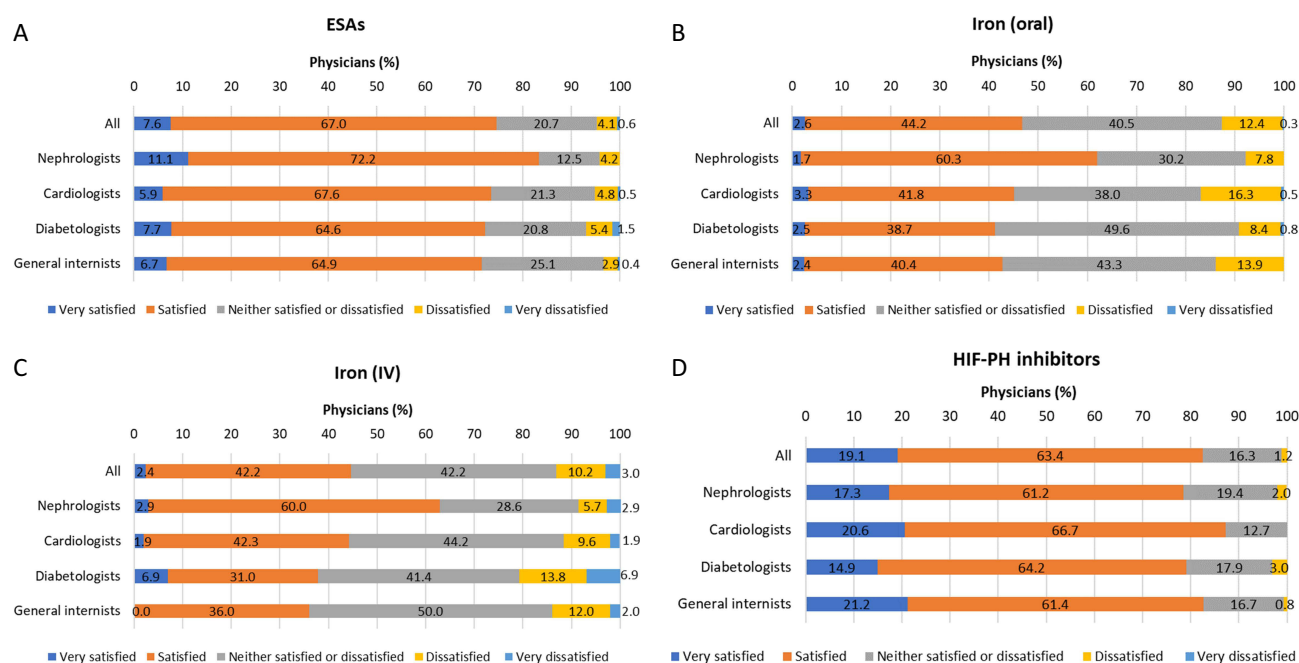 A
ESAs
Physicians (%)
0 10 20 30 40 50 60 70 80 90 100
All 7.6 67.0 20.7 4.1 0.6
Nephrologists 11.1 72.2 12.5 4.2
Cardiologists 5.9 67.6 21.3 4.8 0.5
Diabetologists 7.7 64.6 20.8 5.4 1.5
General internists 6.7 64.9 25.1 2.9 0.4
Very satisfied Satisfied Neither satisfied or dissatisfied Dissatisfied Very dissatisfied
B
Iron (oral)
Physicians (%)
0 10 20 30 40 50 60 70 80 90 100
All 2.6 44.2 40.5 12.4 0.3
Nephrologists 1.7 60.3 30.2 7.8
Cardiologists 3.3 41.8 38.0 16.3 0.5
Diabetologists 2.5 38.7 49.6 8.4 0.8
General internists 2.4 40.4 43.3 13.9
Very satisfied Satisfied Neither satisfied or dissatisfied Dissatisfied Very dissatisfied
C
Iron (IV)
Physicians (%)
0 10 20 30 40 50 60 70 80 90 100
All 2.4 42.2 42.2 10.2 3.0
Nephrologists 2.9 60.0 28.6 5.7 2.9
Cardiologists 1.9 42.3 44.2 9.6 1.9
Diabetologists 6.9 31.0 41.4 13.8 6.9
General internists 0.0 36.0 50.0 12.0 2.0
Very satisfied Satisfied Neither satisfied or dissatisfied Dissatisfied Very dissatisfied
D
HIF-PH inhibitors
Physicians (%)
0 10 20 30 40 50 60 70 80 90 100
All 19.1 63.4 16.3 1.2
Nephrologists 17.3 61.2 19.4 2.0
Cardiologists 20.6 66.7 12.7
Diabetologists 14.9 64.2 17.9 3.0
General internists 21.2 61.4 16.7 0.8
Very satisfied Satisfied Neither satisfied or dissatisfied Dissatisfied Very dissatisfied